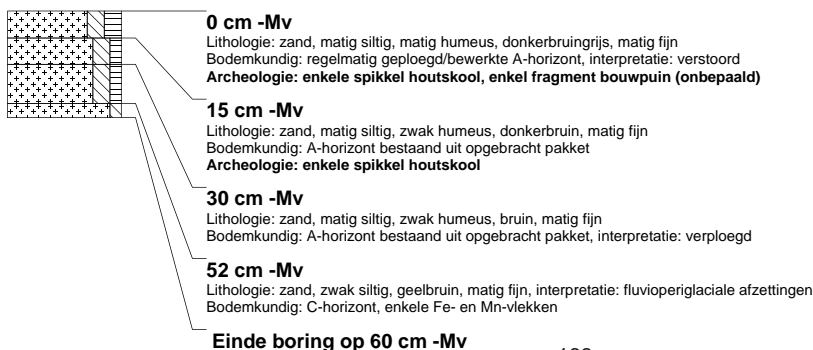 0 cm -Mv
Lithologie: zand, matig siltig, matig humeus, donkerbruingrijs, matig fijn
Bodemkundig: regelmatig geploegd/bewerkte A-horizont, interpretatie: verstoord
Archeologie: enkele spikkel houtskool, enkel fragment bouwpuin (onbepaald)
15 cm -Mv
Lithologie: zand, matig siltig, zwak humeus, donkerbruin, matig fijn
Bodemkundig: A-horizont bestaand uit opgebracht pakket
Archeologie: enkele spikkel houtskool
30 cm -Mv
Lithologie: zand, matig siltig, zwak humeus, bruin, matig fijn
Bodemkundig: A-horizont bestaand uit opgebracht pakket, interpretatie: verploegd
52 cm -Mv
Lithologie: zand, zwak siltig, geelbruin, matig fijn, interpretatie: fluvioperiglaciale afzettingen
Bodemkundig: C-horizont, enkele Fe- en Mn-vlekken
Einde boring op 60 cm -Mv